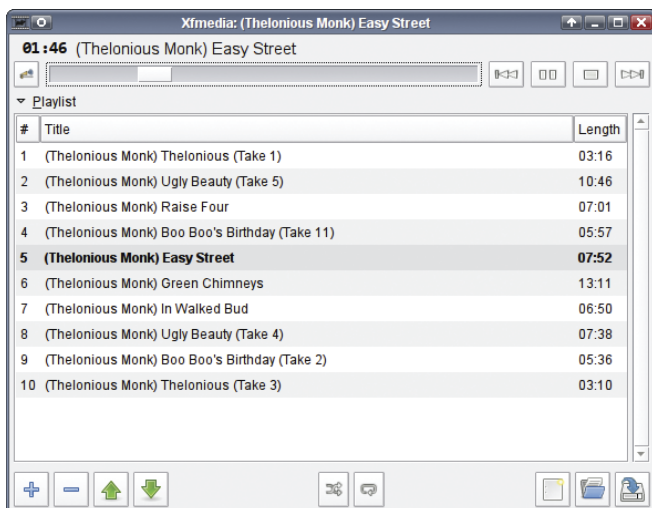 Xfmedia: (Thelonious Monk) Easy Street
01:46 (Thelonious Monk) Easy Street
Playlist
# Title Length
1 (Thelonious Monk) Thelonious (Take 1) 03:16
2 (Thelonious Monk) Ugly Beauty (Take 5) 10:46
3 (Thelonious Monk) Raise Four 07:01
4 (Thelonious Monk) Boo Boo's Birthday (Take 11) 05:57
5 (Thelonious Monk) Easy Street 07:52
6 (Thelonious Monk) Green Chimneys 13:11
7 (Thelonious Monk) In Walked Bud 06:50
8 (Thelonious Monk) Ugly Beauty (Take 4) 07:38
9 (Thelonious Monk) Boo Boo's Birthday (Take 2) 05:36
10 (Thelonious Monk) Thelonious (Take 3) 03:10